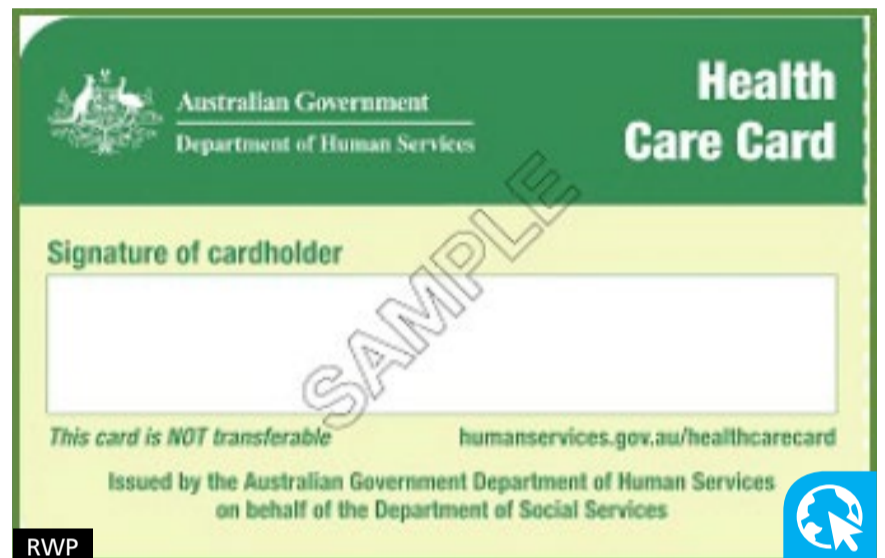 Australian Government
Department of Human Services
Health
Care Card
SAMPLE
Signature of cardholder
This card is NOT transferable
humanservices.gov.au/healthcarecard
Issued by the Australian Government Department of Human Services
on behalf of the Department of Social Services
RWP